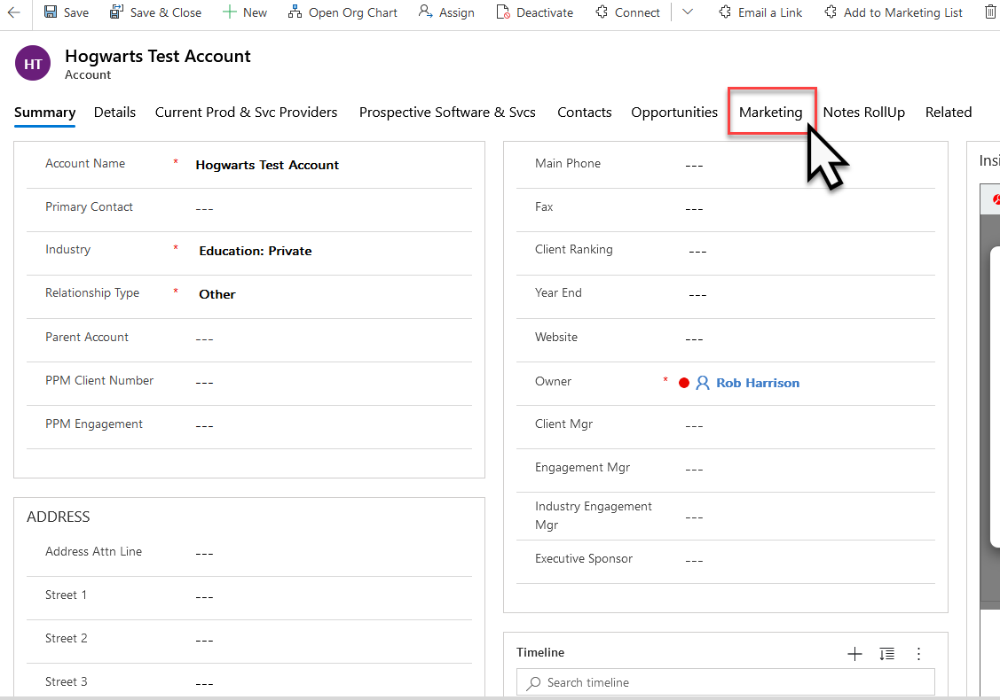 Save
Save & Close
New
Open Org Chart
Assign
Deactivate
Connect
Email a Link
Add to Marketing List
HT
Hogwarts Test Account
Account
Summary
Details
Current Prod & Svc Providers
Prospective Software & Svcs
Contacts
Opportunities
Marketing
Notes RollUp
Related
Account Name * Hogwarts Test Account
Primary Contact ---
Industry * Education: Private
Relationship Type * Other
Parent Account ---
PPM Client Number ---
PPM Engagement ---
ADDRESS
Address Attn Line ---
Street 1 ---
Street 2 ---
Street 3 ---
Main Phone ---
Fax ---
Client Ranking ---
Year End ---
Website ---
Owner * Rob Harrison
Client Mgr ---
Engagement Mgr ---
Industry Engagement
Mgr ---
Executive Sponsor ---
Timeline
Search timeline
Insi